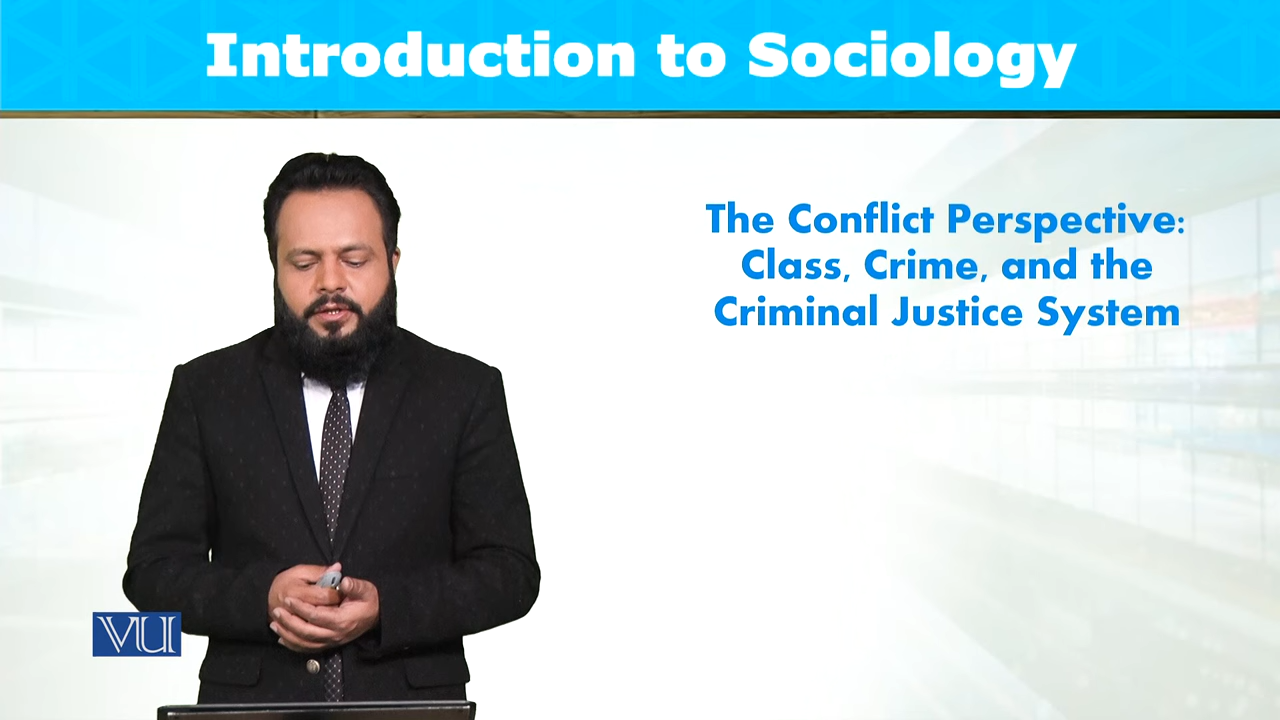 Introduction to Sociology
The Conflict Perspective:
Class, Crime, and the
Criminal Justice System
VU